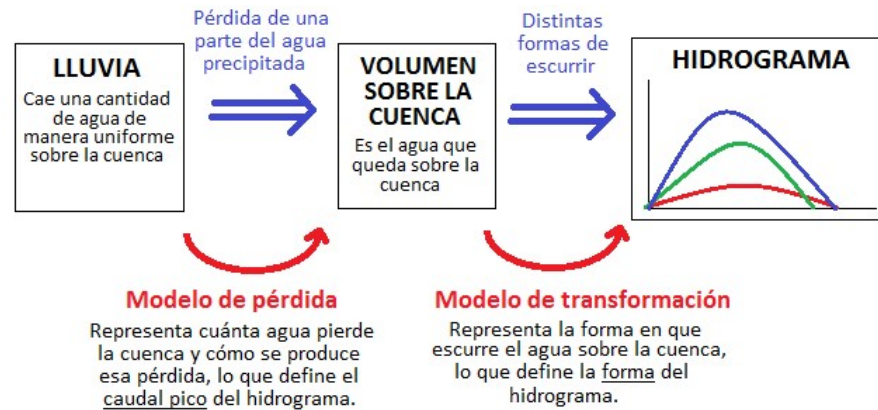 LLUVIA
Cae una cantidad
de agua de
manera uniforme
sobre la cuenca
Pérdida de una
parte del agua
precipitada
VOLUMEN
SOBRE LA
CUENCA
Es el agua que
queda sobre la
cuenca
Distintas
formas de
escurrir
HIDROGRAMA
Modelo de pérdida
Representa cuánta agua pierde
la cuenca y cómo se produce
esa pérdida, lo que define el
caudal pico del hidrograma.
Modelo de transformación
Representa la forma en que
escurre el agua sobre la cuenca,
lo que define la forma del
hidrograma.